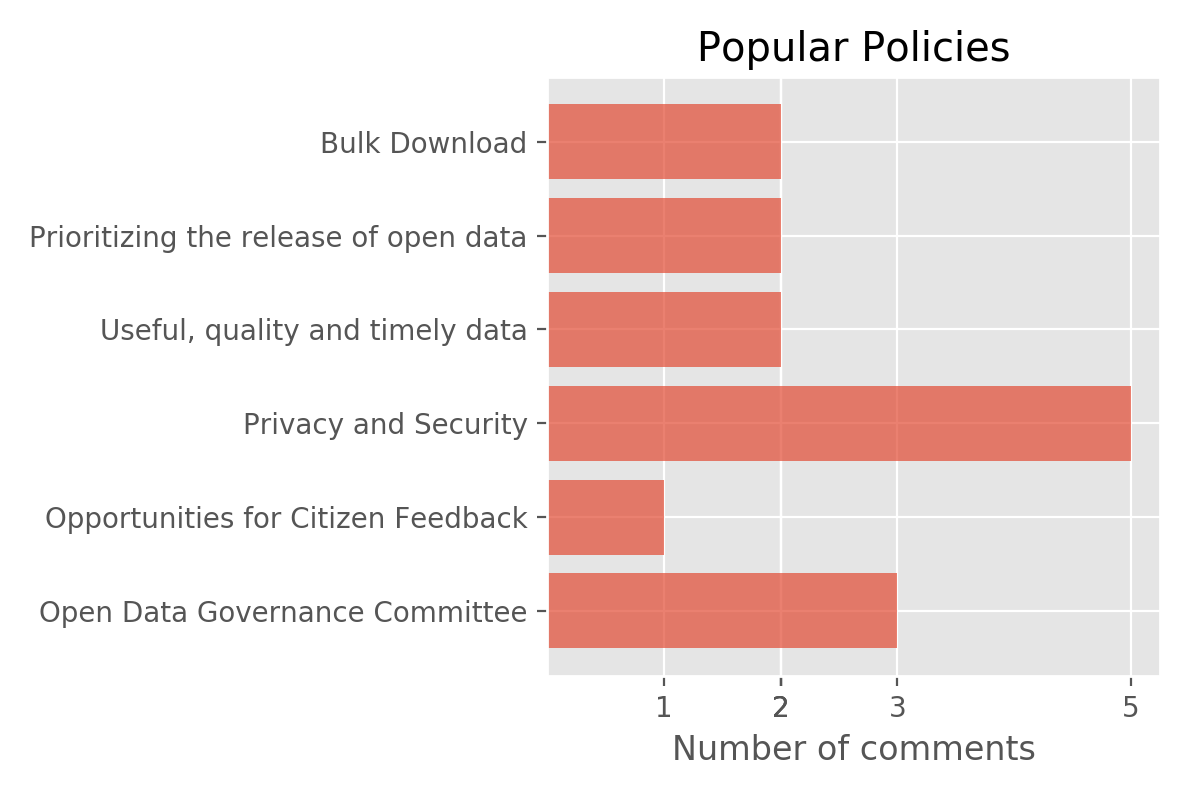 Popular Policies
Bulk Download
Prioritizing the release of open data
Useful, quality and timely data
Privacy and Security
Opportunities for Citizen Feedback
Open Data Governance Committee
1 2 3 5
Number of comments